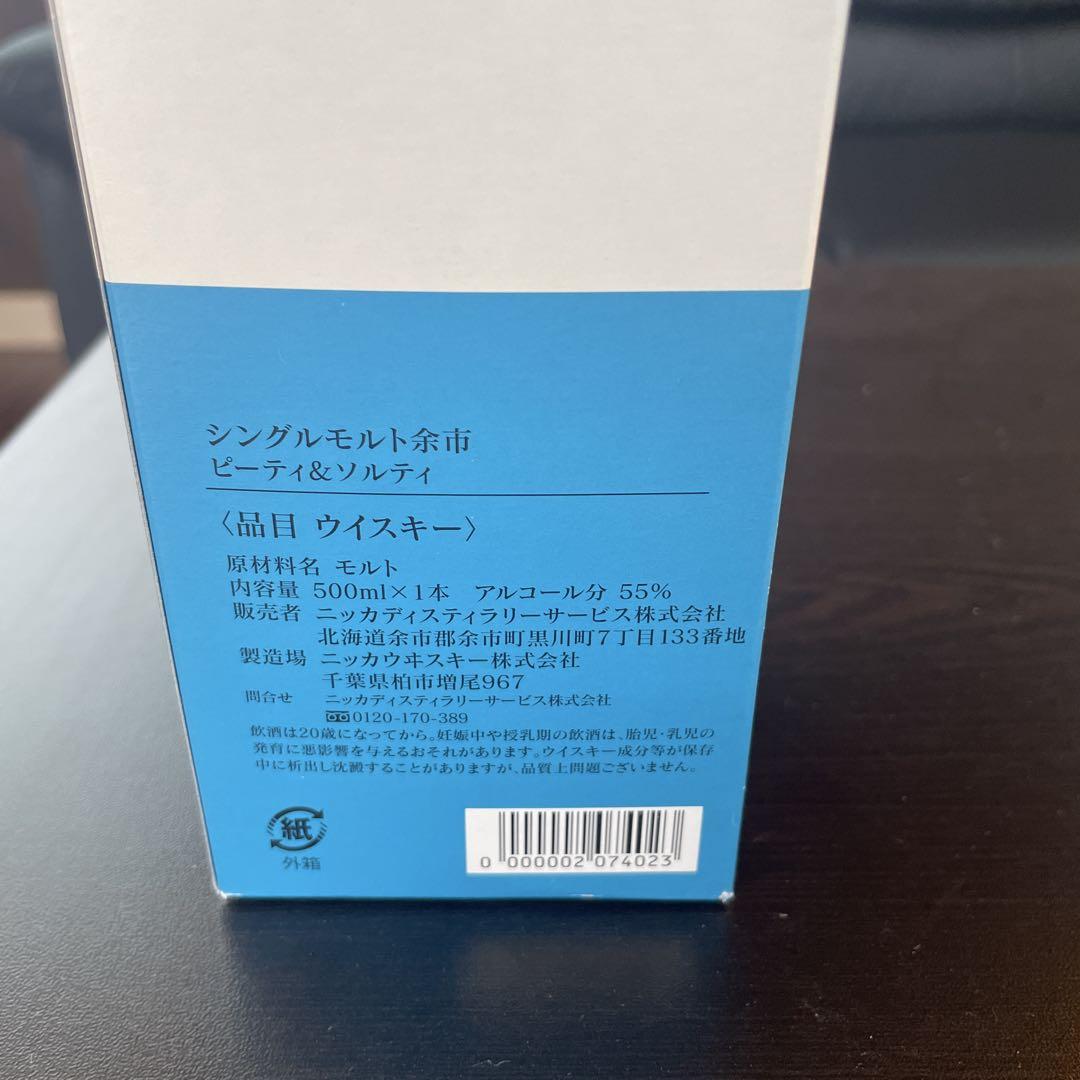 シングルモルト余市
ピーティ&ソルティ
〈品目 ウイスキー〉
原材料名 モルト
内容量 500ml×1本 アルコール分 55%
販売者 ニッカディスティラリーサービス株式会社
北海道余市郡余市町黒川町7丁目133番地
製造場 ニッカウヰスキー株式会社
千葉県柏市増尾967
問合せ ニッカディスティラリーサービス株式会社
0120-170-389
飲酒は20歳になってから。妊娠中や授乳期の飲酒は、胎児・乳児の
発育に悪影響を与えるおそれがあります。ウイスキー成分等が保存
中に析出し沈澱することがありますが、品質上問題ございません。
紙
外箱
0 000002 074023